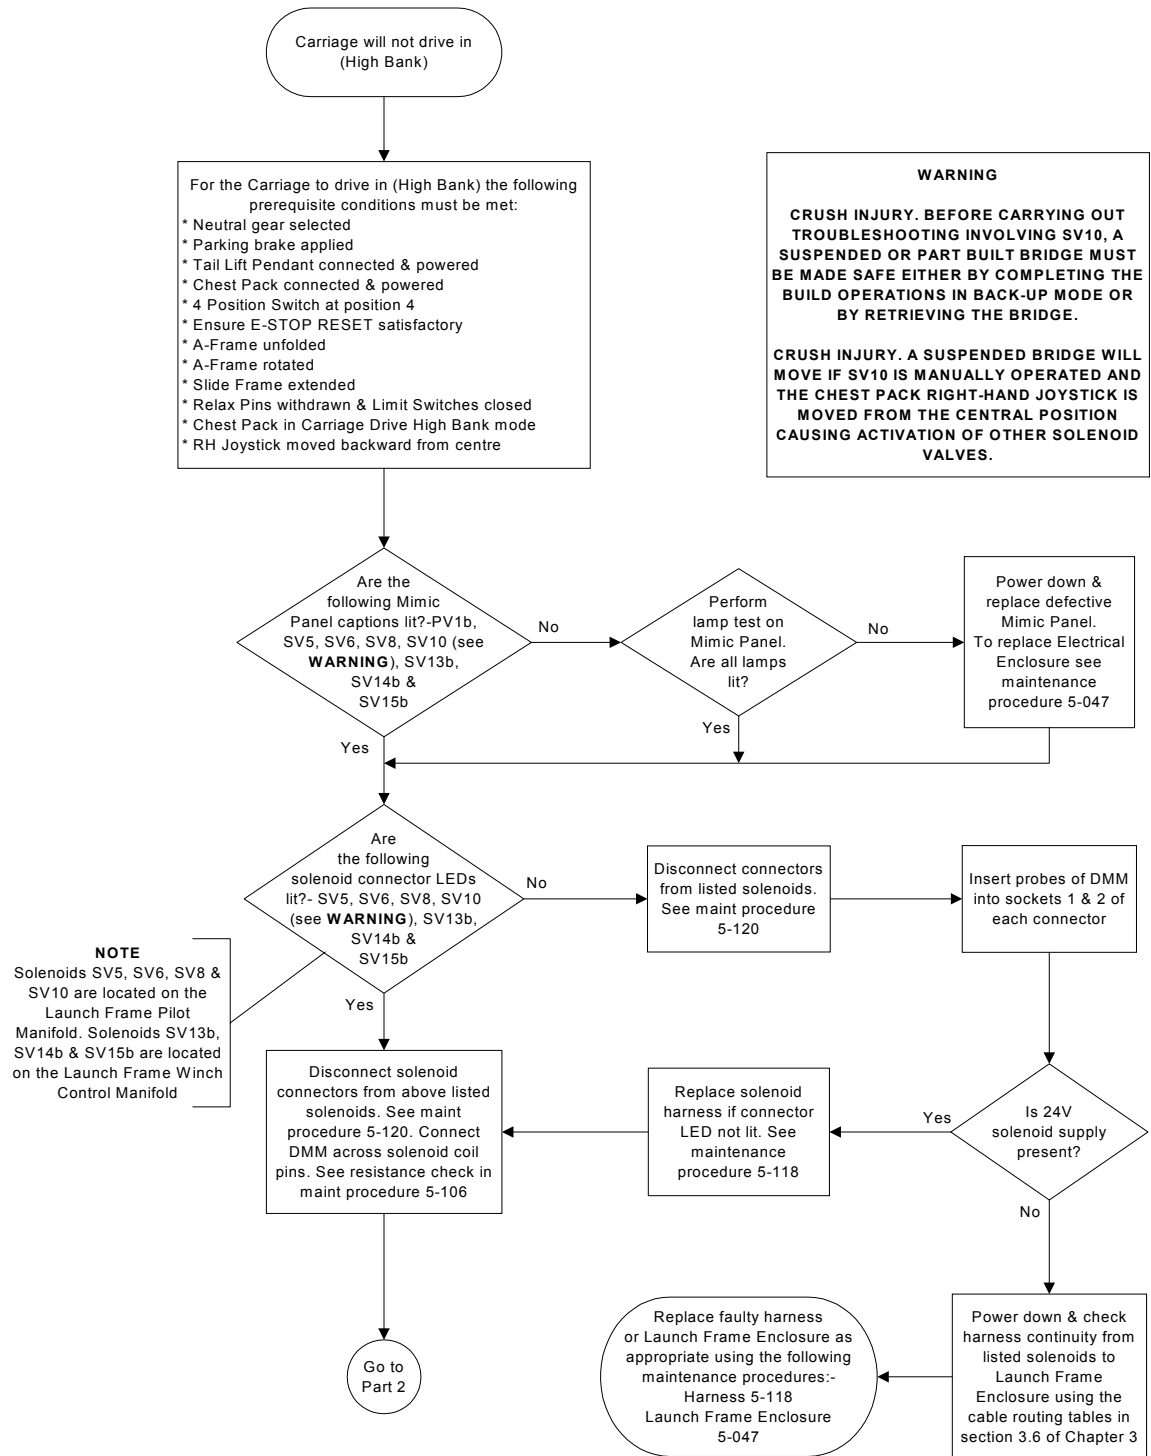 Carriage will not drive in
(High Bank)
For the Carriage to drive in (High Bank) the following
prerequisite conditions must be met:
* Neutral gear selected
* Parking brake applied
* Tail Lift Pendant connected & powered
* Chest Pack connected & powered
* 4 Position Switch at position 4
* Ensure E-STOP RESET satisfactory
* A-Frame unfolded
* A-Frame rotated
* Slide Frame extended
* Relax Pins withdrawn & Limit Switches closed
* Chest Pack in Carriage Drive High Bank mode
* RH Joystick moved backward from centre
WARNING
CRUSH INJURY. BEFORE CARRYING OUT
TROUBLESHOOTING INVOLVING SV10, A
SUSPENDED OR PART BUILT BRIDGE MUST
BE MADE SAFE EITHER BY COMPLETING THE
BUILD OPERATIONS IN BACK-UP MODE OR
BY RETRIEVING THE BRIDGE.
CRUSH INJURY. A SUSPENDED BRIDGE WILL
MOVE IF SV10 IS MANUALLY OPERATED AND
THE CHEST PACK RIGHT-HAND JOYSTICK IS
MOVED FROM THE CENTRAL POSITION
CAUSING ACTIVATION OF OTHER SOLENOID
VALVES.
Are the
following Mimic
Panel captions lit?-PV1b,
SV5, SV6, SV8, SV10 (see
WARNING), SV13b,
SV14b &
SV15b
No
Yes
Perform
lamp test on
Mimic Panel.
Are all lamps
lit?
No
Yes
Power down &
replace defective
Mimic Panel.
To replace Electrical
Enclosure see
maintenance
procedure 5-047
Are
the following
solenoid connector LEDs
lit?- SV5, SV6, SV8, SV10
(see WARNING), SV13b,
SV14b &
SV15b
No
Yes
Disconnect connectors
from listed solenoids.
See maint procedure
5-120
Insert probes of DMM
into sockets 1 & 2 of
each connector
NOTE
Solenoids SV5, SV6, SV8 &
SV10 are located on the
Launch Frame Pilot
Manifold. Solenoids SV13b,
SV14b & SV15b are located
on the Launch Frame Winch
Control Manifold
Disconnect solenoid
connectors from above listed
solenoids. See maint
procedure 5-120. Connect
DMM across solenoid coil
pins. See resistance check in
maint procedure 5-106
Replace solenoid
harness if connector
LED not lit. See
maintenance
procedure 5-118
Yes
Is 24V
solenoid supply
present?
No
Go to
Part 2
Replace faulty harness
or Launch Frame Enclosure as
appropriate using the following
maintenance procedures:-
Harness 5-118
Launch Frame Enclosure
5-047
Power down & check
harness continuity from
listed solenoids to
Launch Frame
Enclosure using the
cable routing tables in
section 3.6 of Chapter 3